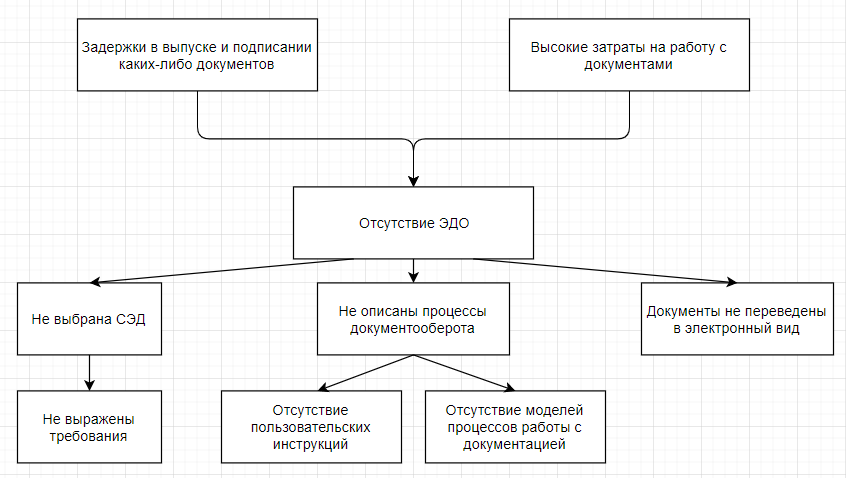 Задержки в выпуске и подписании
каких-либо документов
Высокие затраты на работу с
документами
Отсутствие ЭДО
Не выбрана СЭД
Не описаны процессы
документооберота
Документы не переведены
в электронный вид
Не выражены
требования
Отсутствие
пользовательских
инструкций
Отсутствие моделей
процессов работы с
документацией